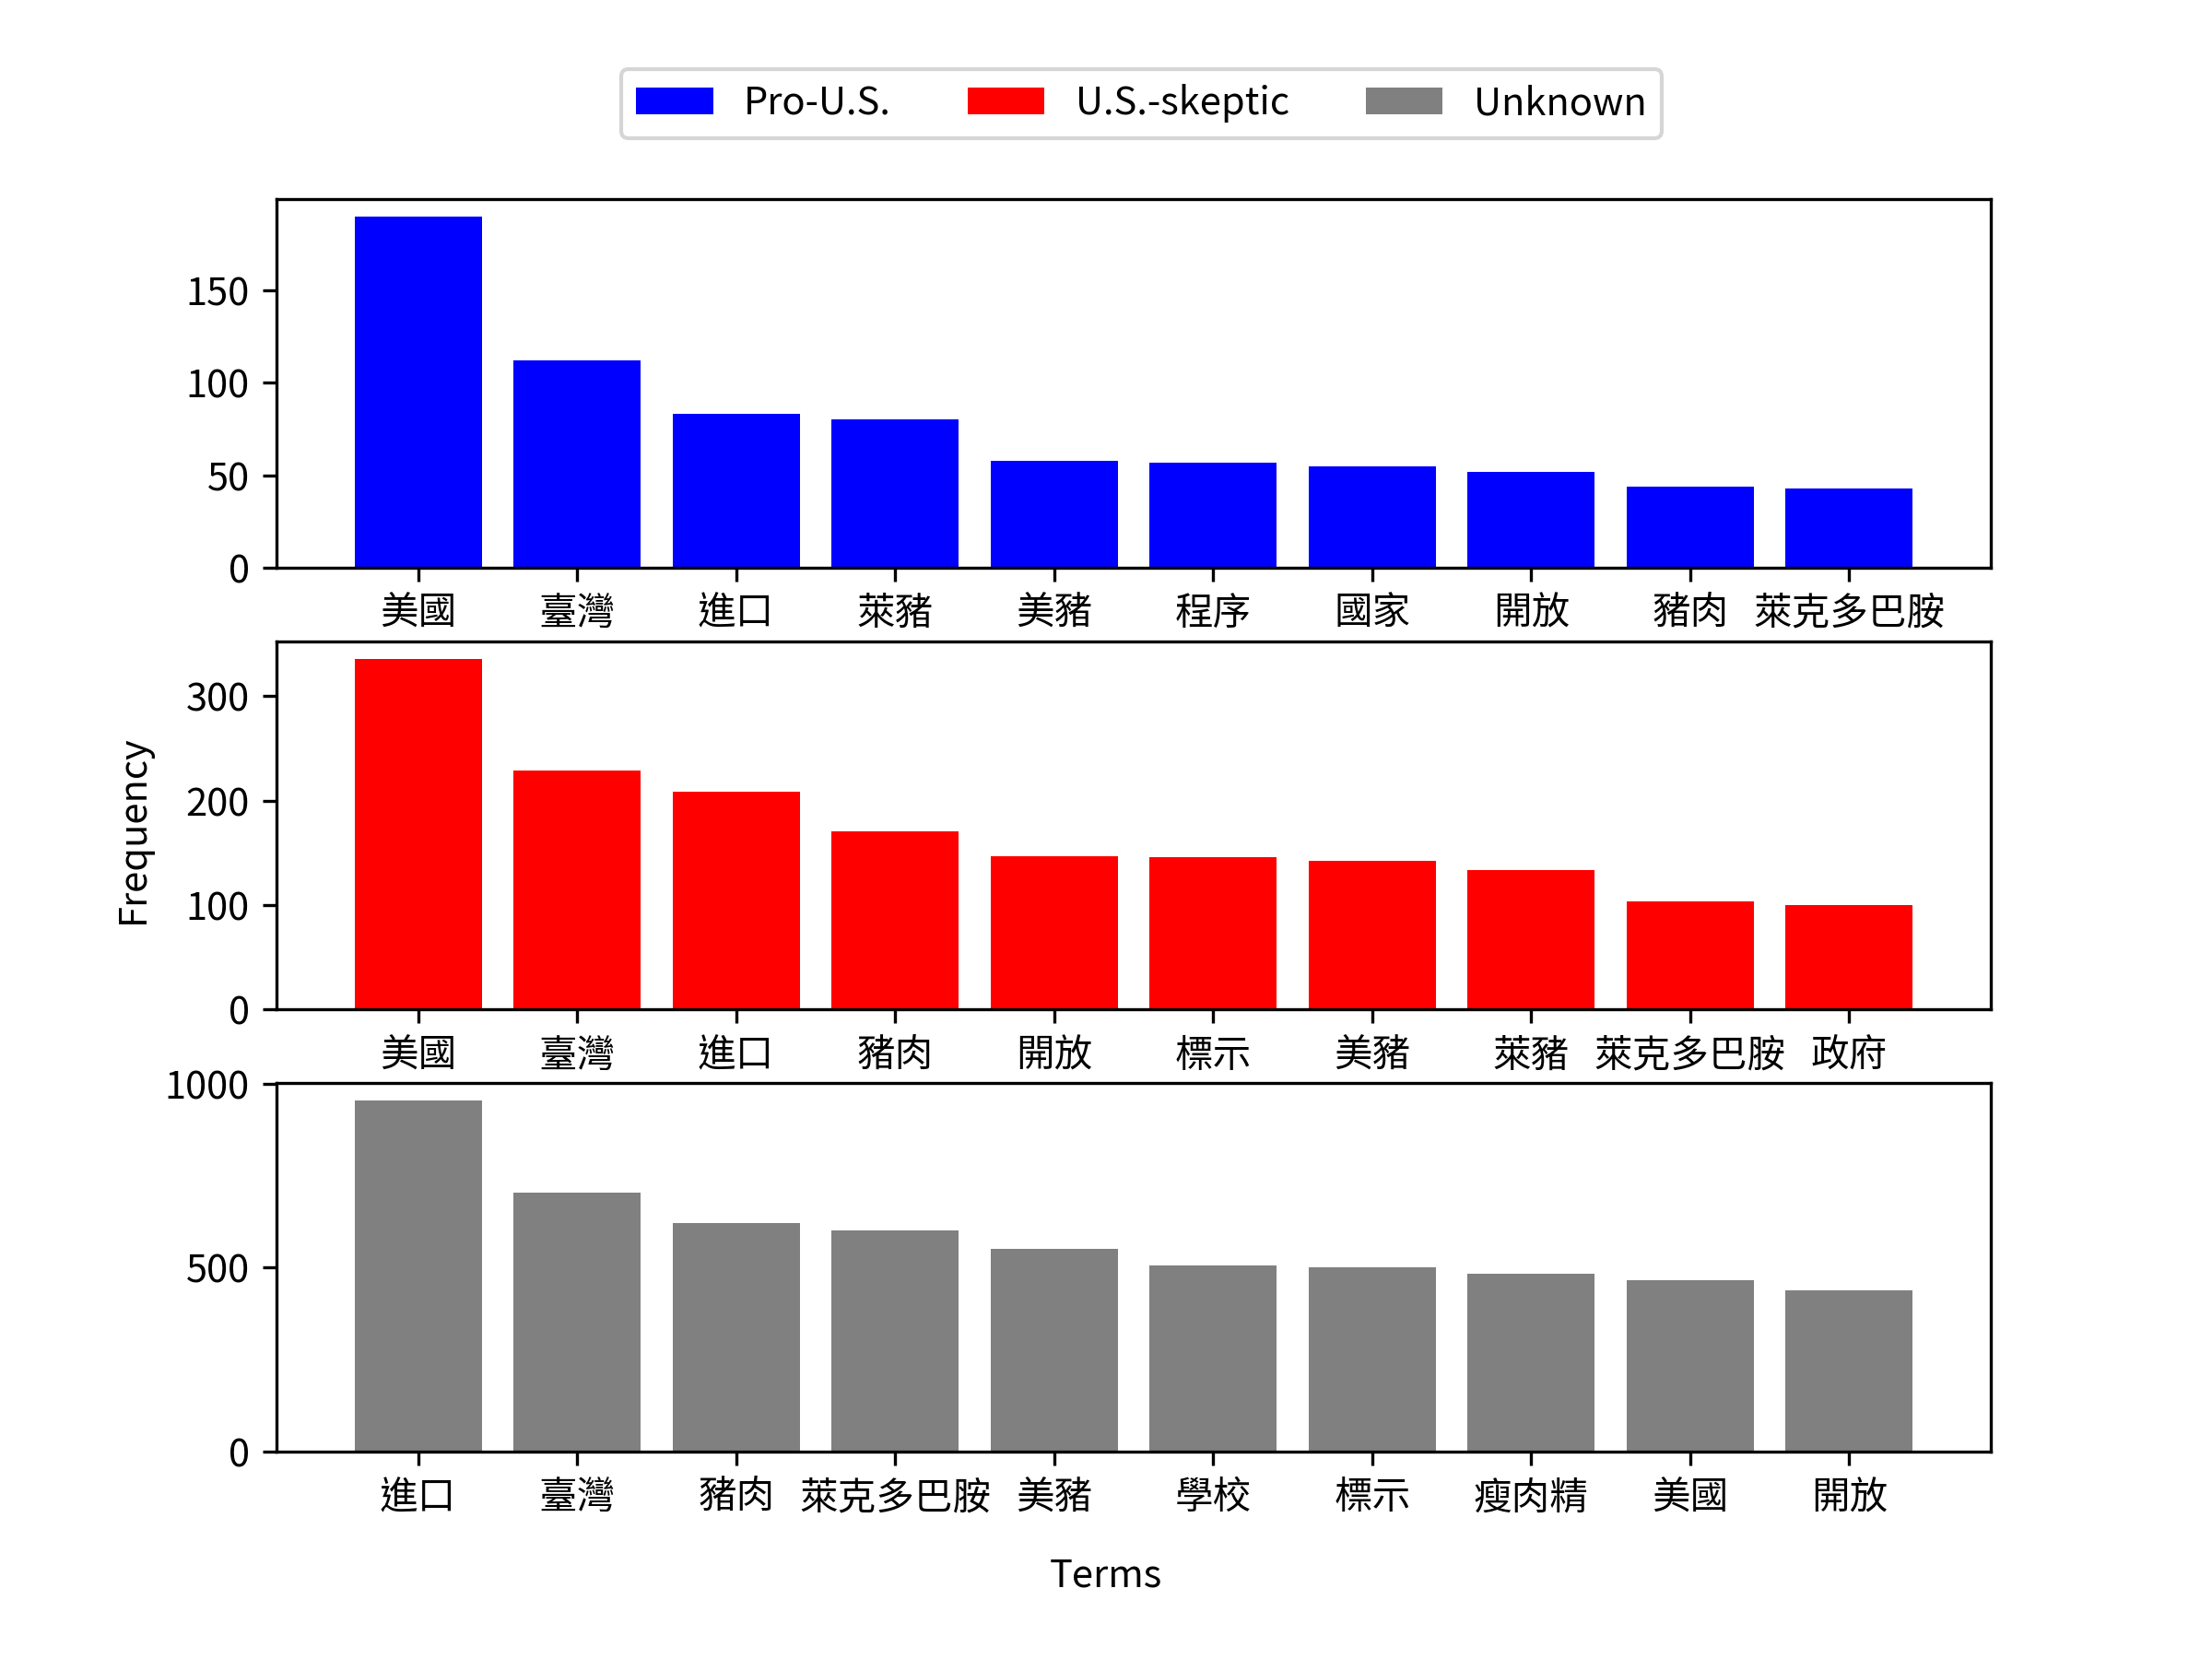 Pro-U.S. U.S.-skeptic Unknown
150
100
50
0
美國 臺灣 進口 萊豬 美豬 程序 國家 開放 豬肉 萊克多巴胺
300
200
100
0
美國 臺灣 進口 豬肉 開放 標示 美豬 萊豬 萊克多巴胺 政府
Frequency
1000
500
0
進口 臺灣 豬肉 萊克多巴胺 美豬 學校 標示 瘦肉精 美國 開放
Terms